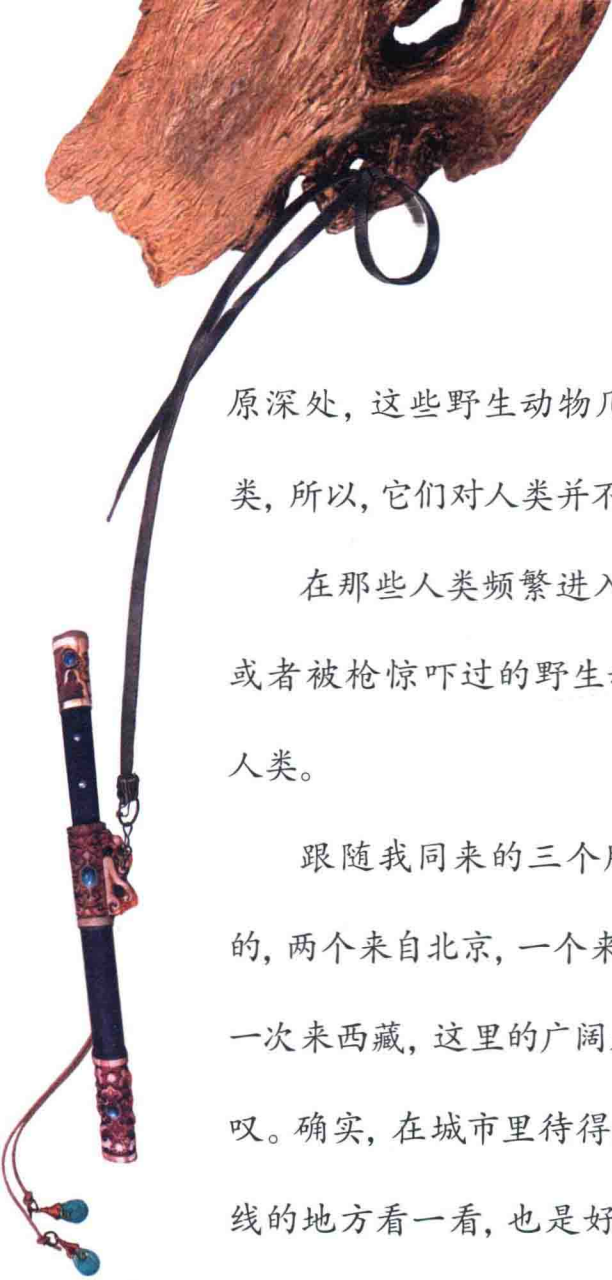 原深处，这些野生动物几
类，所以，它们对人类并不
在那些人类频繁进入
或者被枪惊吓过的野生
人类。
跟随我同来的三个
的，两个来自北京，一个来
一次来西藏，这里的广阔
叹。确实，在城市里待得
线的地方看一看，也是好